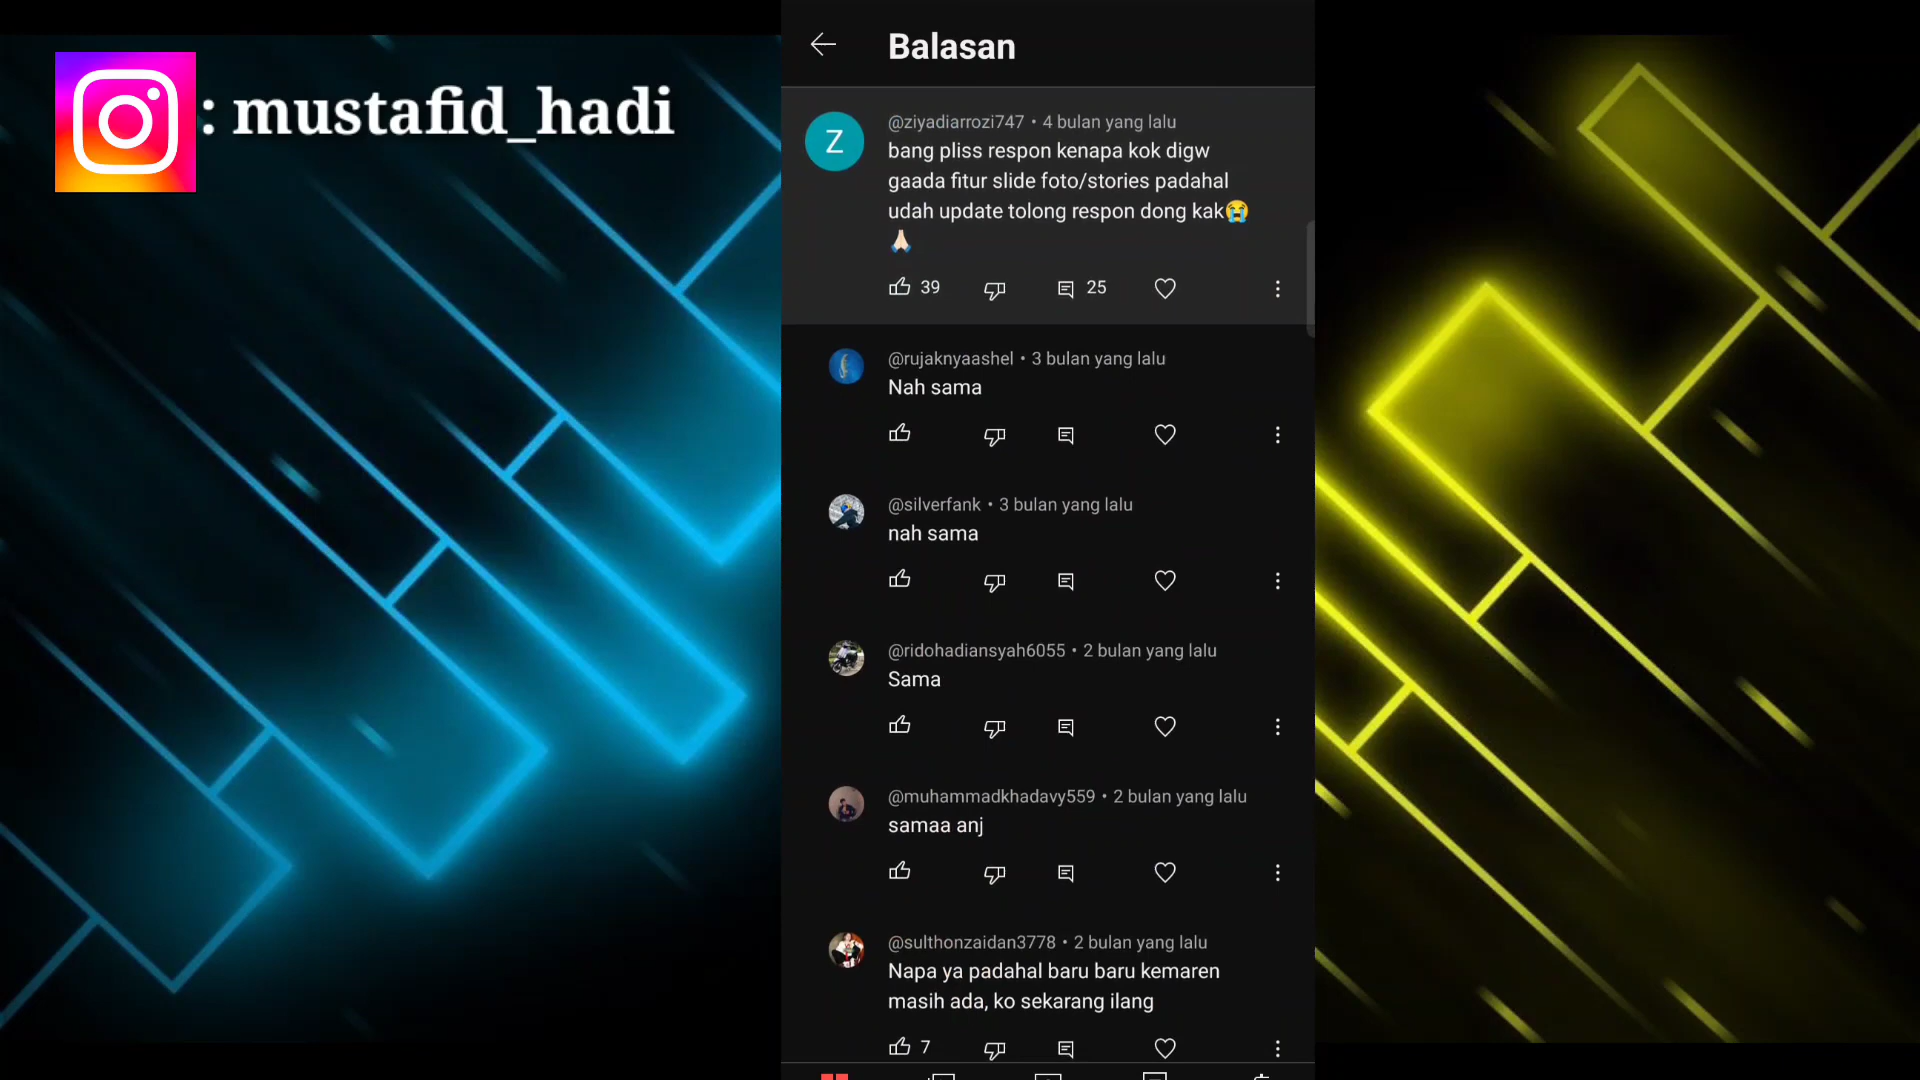 : mustafid_hadi
Balasan
Z
@ziyadiarrozi747 • 4 bulan yang lalu
bang pliss respon kenapa kok digw
gaada fitur slide foto/stories padahal
udah update tolong respon dong kak😭
🙏🏻
39 25
@rujaknyaashel • 3 bulan yang lalu
Nah sama
@silverfank • 3 bulan yang lalu
nah sama
@ridohadiansyah6055 • 2 bulan yang lalu
Sama
@muhammadkhadavy559 • 2 bulan yang lalu
samaa anj
@sulthonzaidan3778 • 2 bulan yang lalu
Napa ya padahal baru baru kemaren
masih ada, ko sekarang ilang
7